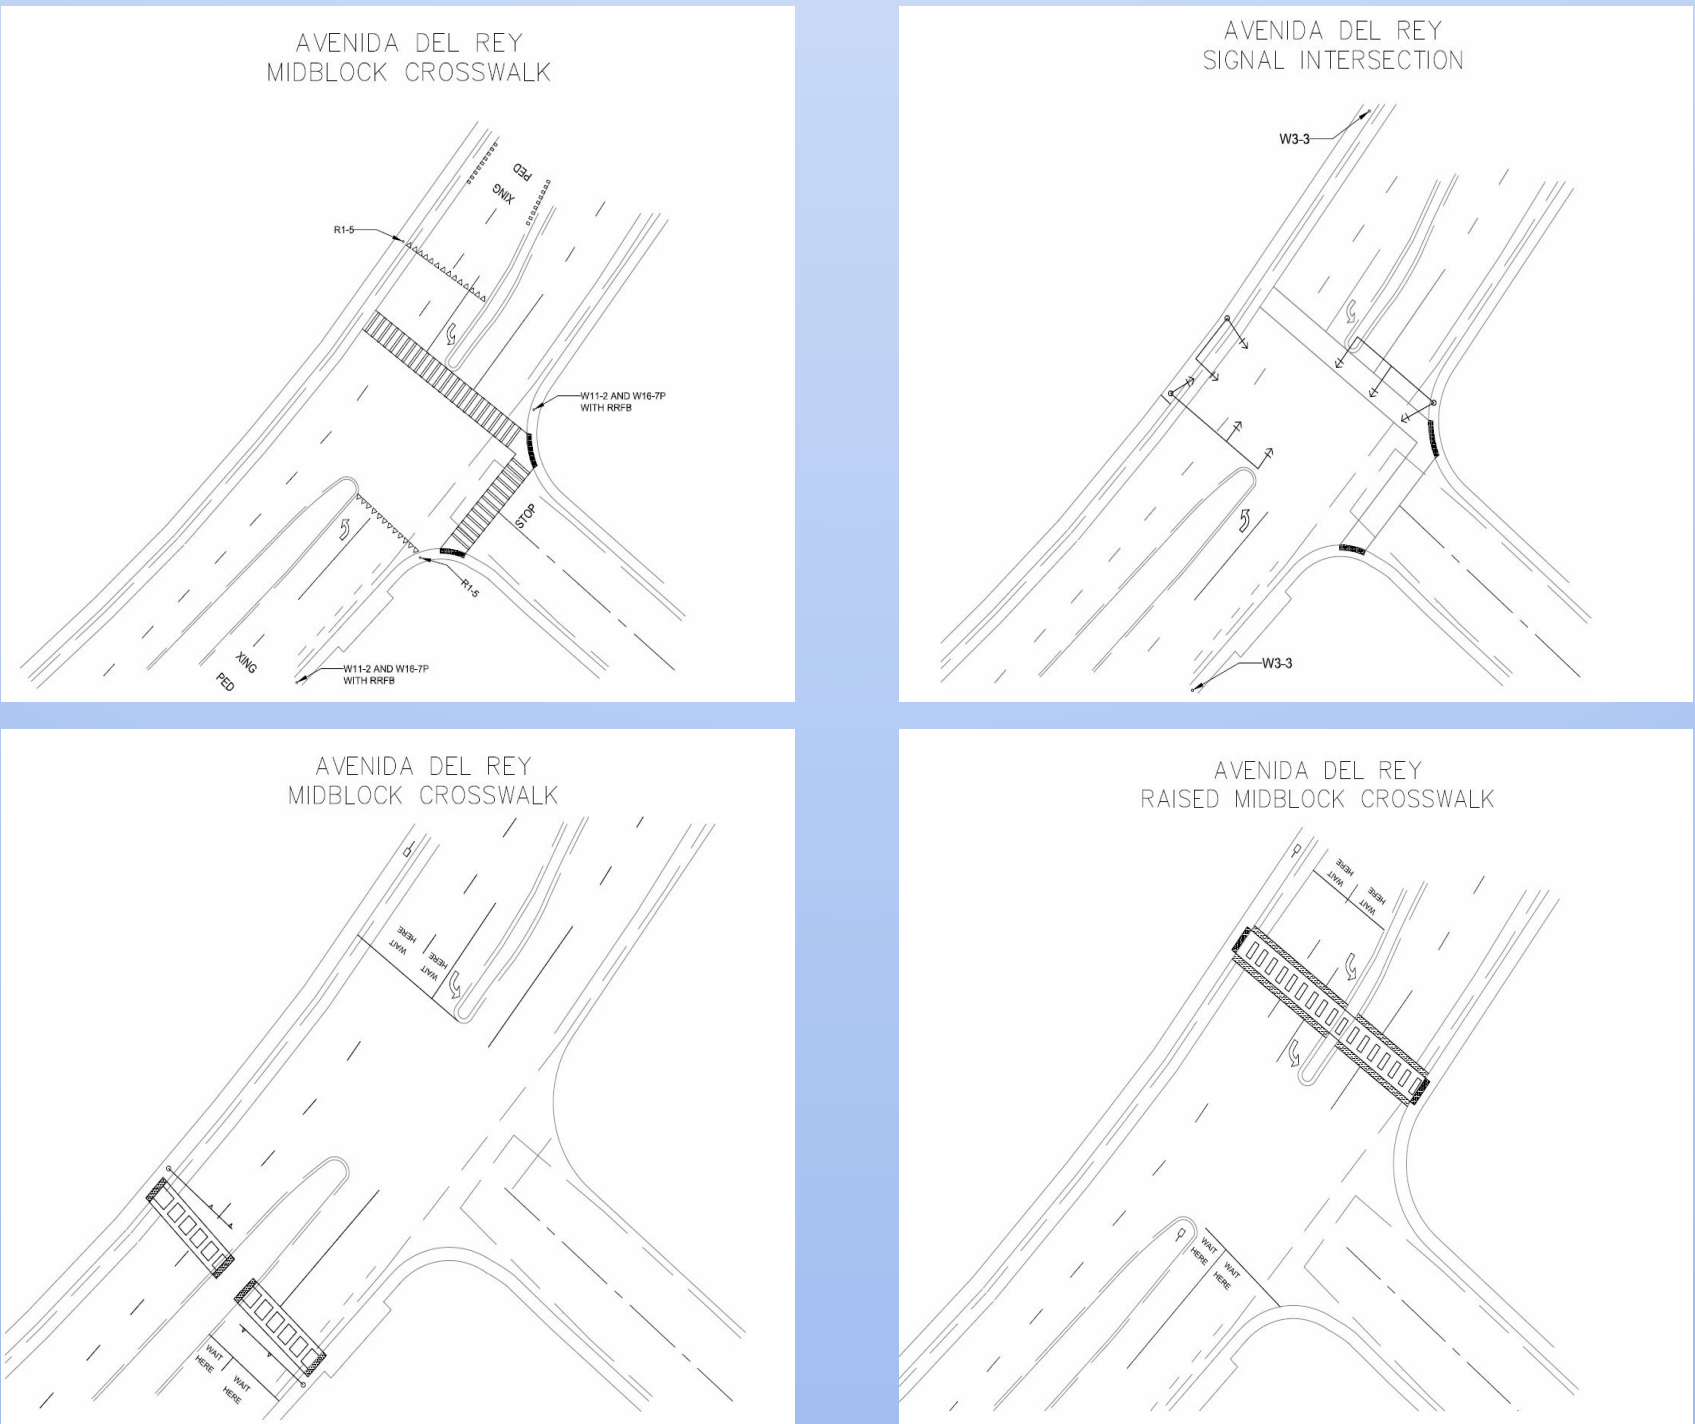 AVENIDA DEL REY
MIDBLOCK CROSSWALK
PED
XING
R1-5
W11-2 AND W16-7P
WITH RRFB
STOP
R1-5
XING
PED
W11-2 AND W16-7P
WITH RRFB
AVENIDA DEL REY
SIGNAL INTERSECTION
W3-3
W3-3
AVENIDA DEL REY
MIDBLOCK CROSSWALK
HERE
WAIT
HERE
WAIT
WAIT
HERE
WAIT
HERE
AVENIDA DEL REY
RAISED MIDBLOCK CROSSWALK
HERE
WAIT
HERE
WAIT
WAIT
HERE
WAIT
HERE